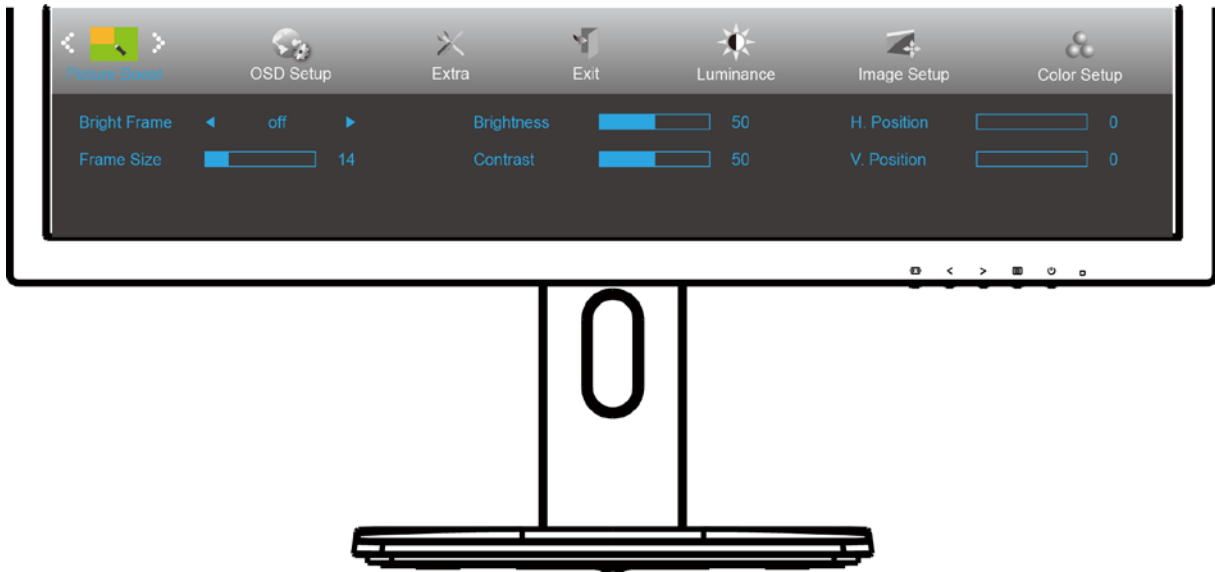 Picture Boost OSD Setup Extra Exit Luminance Image Setup Color Setup
Bright Frame off Brightness 50 H. Position 0
Frame Size 14 Contrast 50 V. Position 0